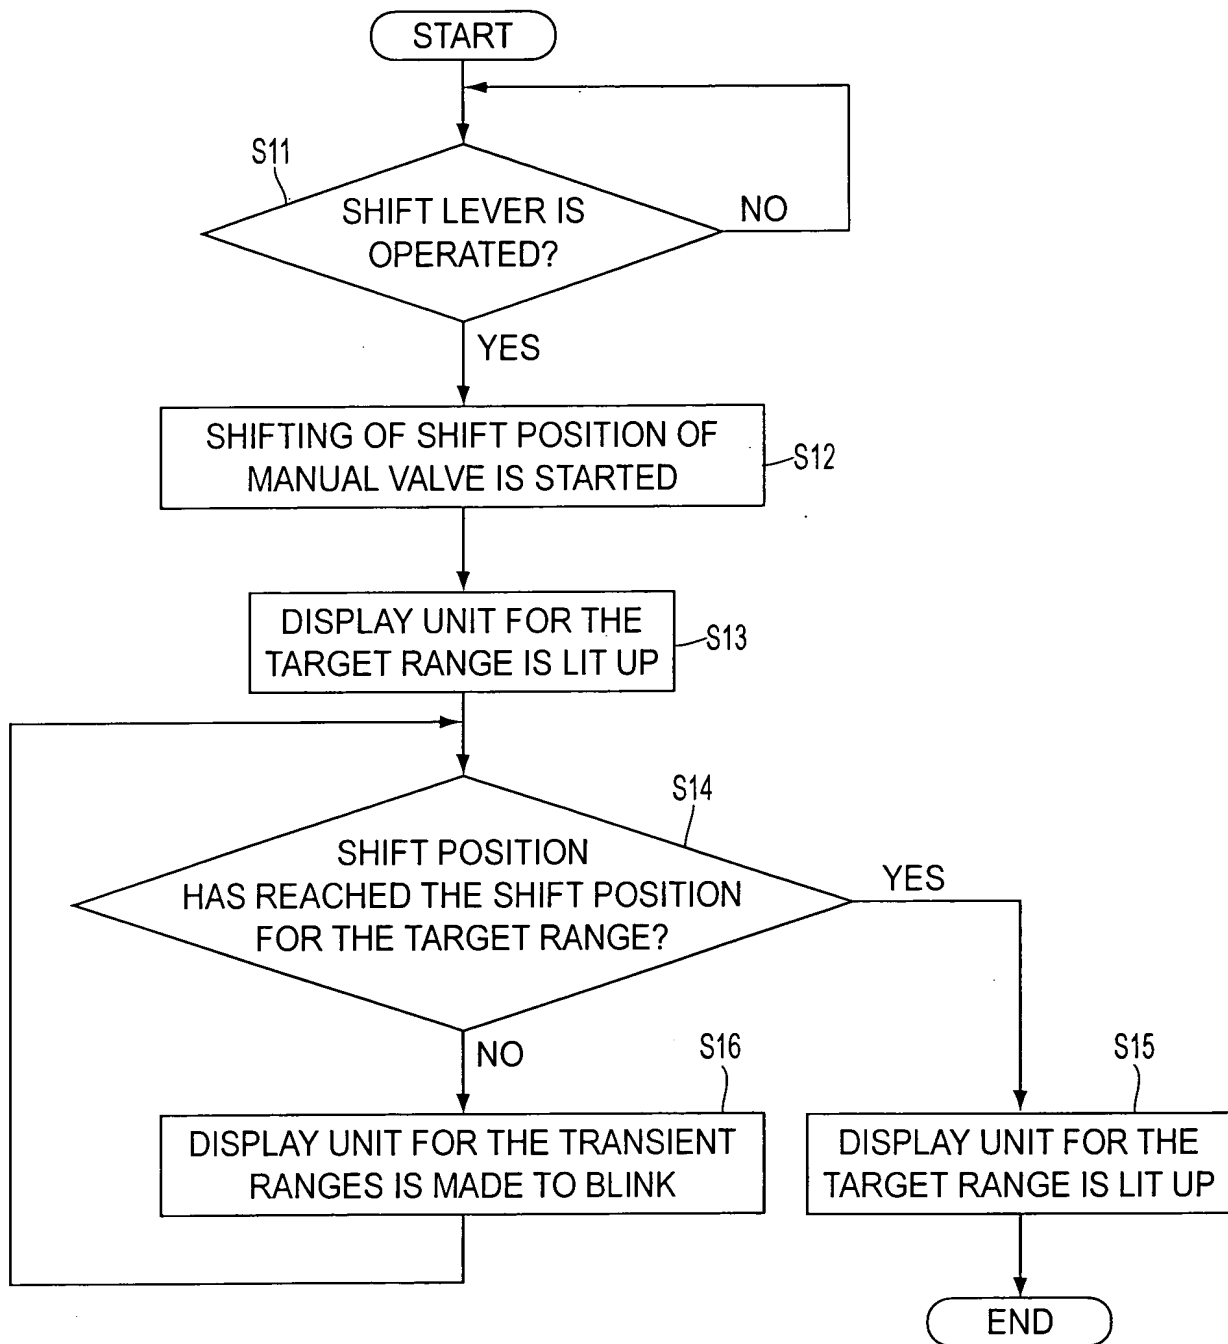 START
S11
SHIFT LEVER IS
OPERATED?
NO
YES
SHIFTING OF SHIFT POSITION OF
MANUAL VALVE IS STARTED
S12
DISPLAY UNIT FOR THE
TARGET RANGE IS LIT UP
S13
S14
SHIFT POSITION
HAS REACHED THE SHIFT POSITION
FOR THE TARGET RANGE?
YES
NO
S16
DISPLAY UNIT FOR THE TRANSIENT
RANGES IS MADE TO BLINK
S15
DISPLAY UNIT FOR THE
TARGET RANGE IS LIT UP
END